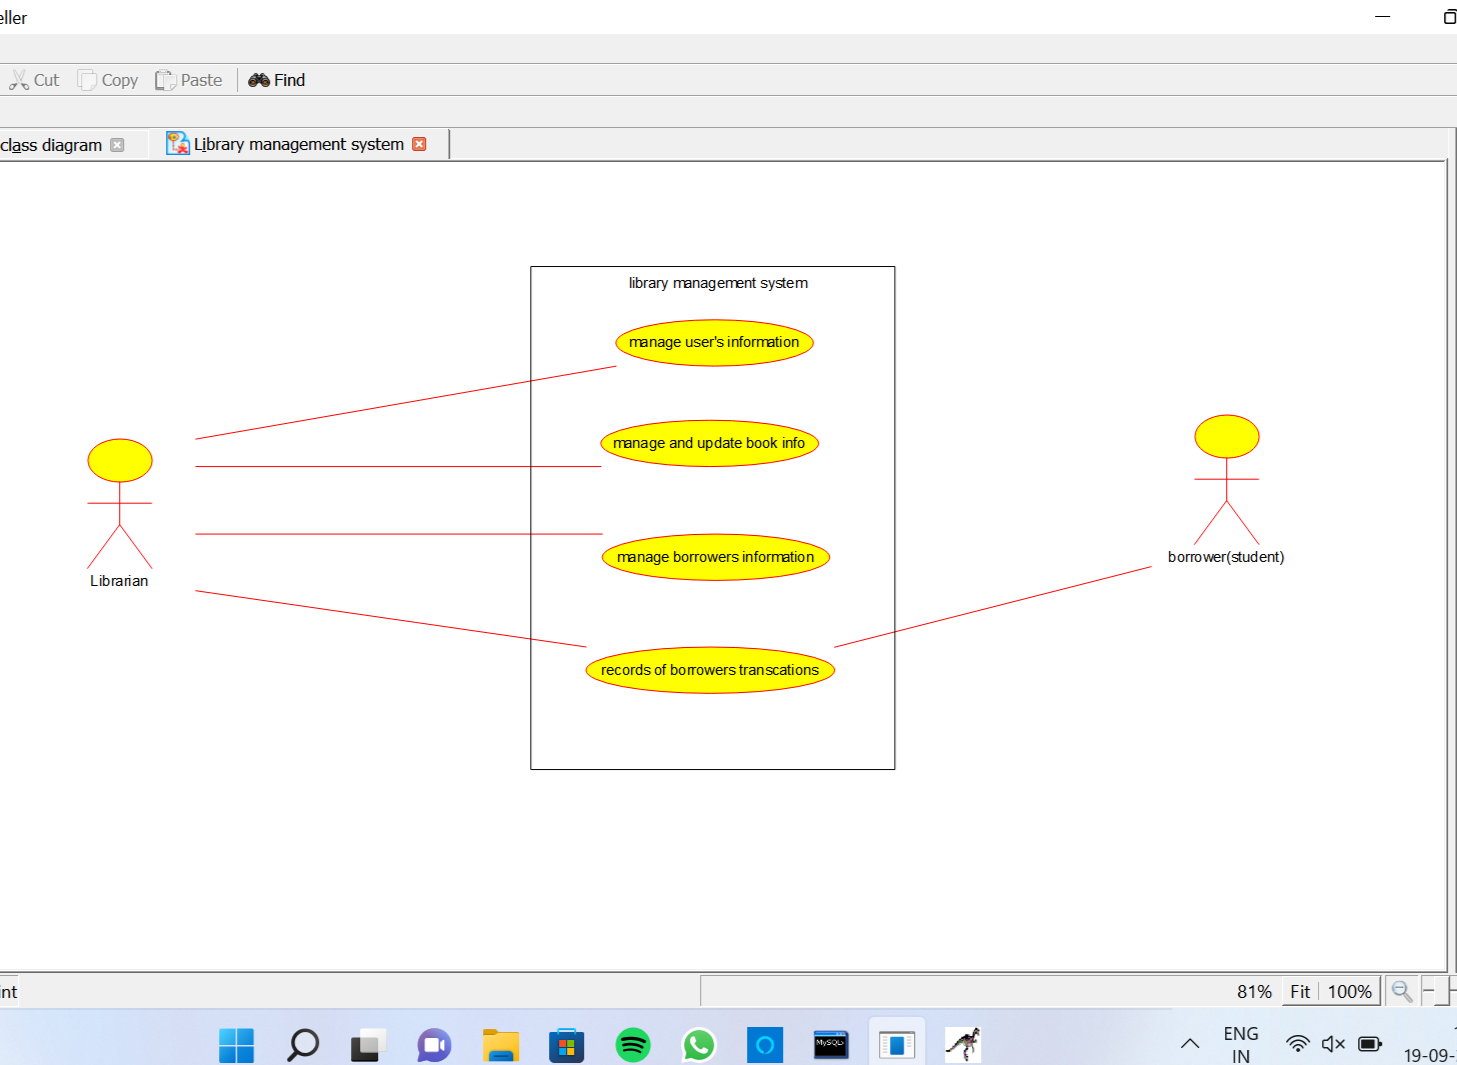 eller
Cut Copy Paste Find
class diagram Library management system
library management system
manage user's information
manage and update book info
manage borrowers information
records of borrowers transcations
Librarian
borrower(student)
int
81% Fit 100%
MySQL>
ENG
IN
19-09-